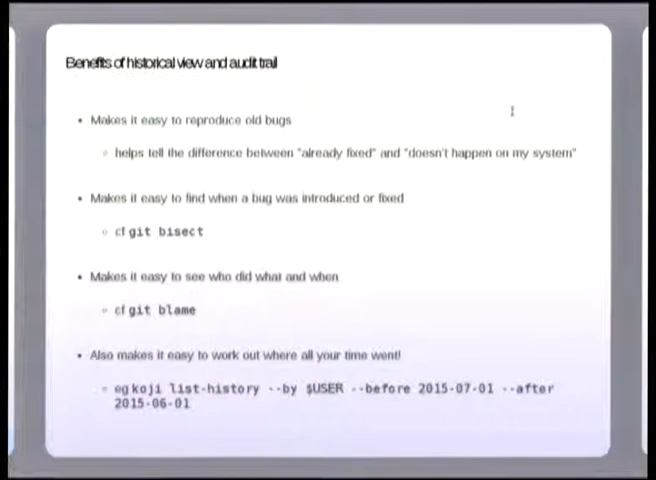 Benefits of historical view and audit trail
• Makes it easy to reproduce old bugs
helps tell the difference between "already fixed" and "doesn't happen on my system"
• Makes it easy to find when a bug was introduced or fixed
cf git bisect
• Makes it easy to see who did what and when
cf git blame
• Also makes it easy to work out where all your time went!
eg koji list-history --by $USER --before 2015-07-01 --after
2015-06-01